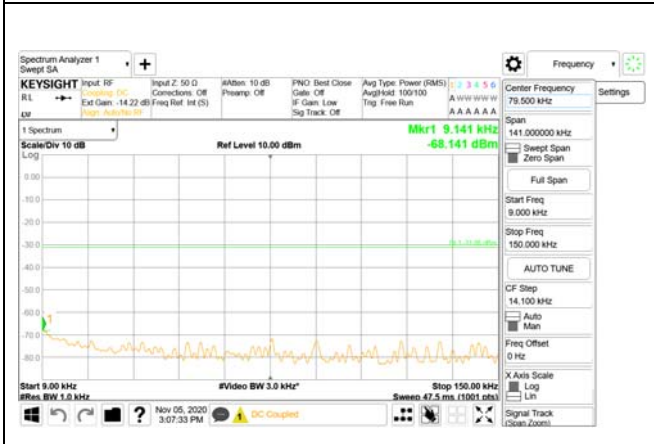 Spectrum Analyzer 1
Swept SA
+
Frequency
KEYSIGHT
RL
Input: RF
Coupling: DC
Ext Gain: -14.22 dB
Align: Auto/No RF
Input Z: 50 Ω
Corrections: Off
Freq Ref: Int (S)
#Atten: 10 dB
Preamp: Off
PNO: Best Close
Gate: Off
IF Gain: Low
Sig Track: Off
Avg Type: Power (RMS)
Avg|Hold: 100/100
Trig: Free Run
1 2 3 4 5 6
A W W W W W
A A A A A A
1 Spectrum
Scale/Div 10 dB
Ref Level 10.00 dBm
Mkr1 9.141 kHz
-68.141 dBm
Log
0.00
-10.0
-20.0
-30.0
-40.0
-50.0
-60.0
-70.0
-80.0
1
Start 9.00 kHz
#Res BW 1.0 kHz
#Video BW 3.0 kHz*
Stop 150.00 kHz
Sweep 47.5 ms (1001 pts)
Nov 05, 2020
3:07:33 PM
DC Coupled
Center Frequency
79.500 kHz
Settings
Span
141.000000 kHz
Swept Span
Zero Span
Full Span
Start Freq
9.000 kHz
Stop Freq
150.000 kHz
AUTO TUNE
CF Step
14.100 kHz
Auto
Man
Freq Offset
0 Hz
X Axis Scale
Log
Lin
Signal Track
(Span Zoom)